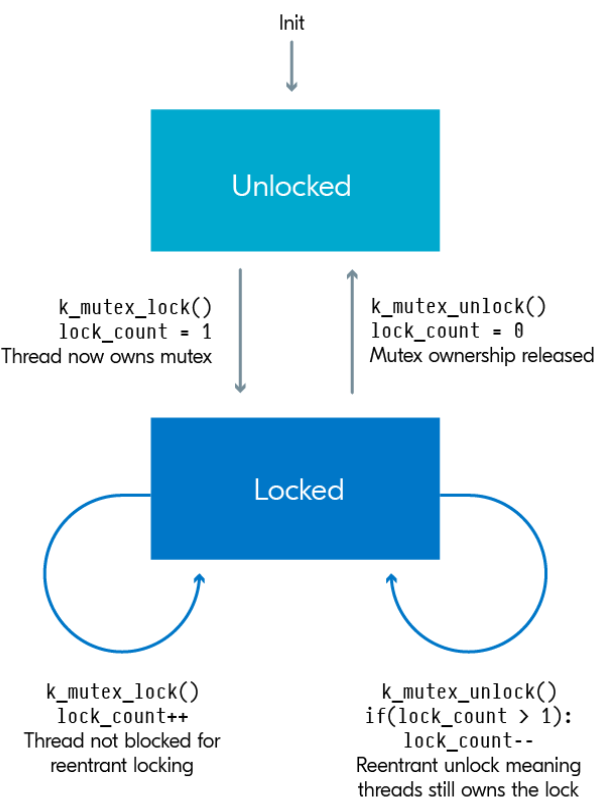 Init
Unlocked
k_mutex_lock()
lock_count = 1
Thread now owns mutex
k_mutex_unlock()
lock_count = 0
Mutex ownership released
Locked
k_mutex_lock()
lock_count++
Thread not blocked for
reentrant locking
k_mutex_unlock()
if(lock_count > 1):
lock_count--
Reentrant unlock meaning
threads still owns the lock